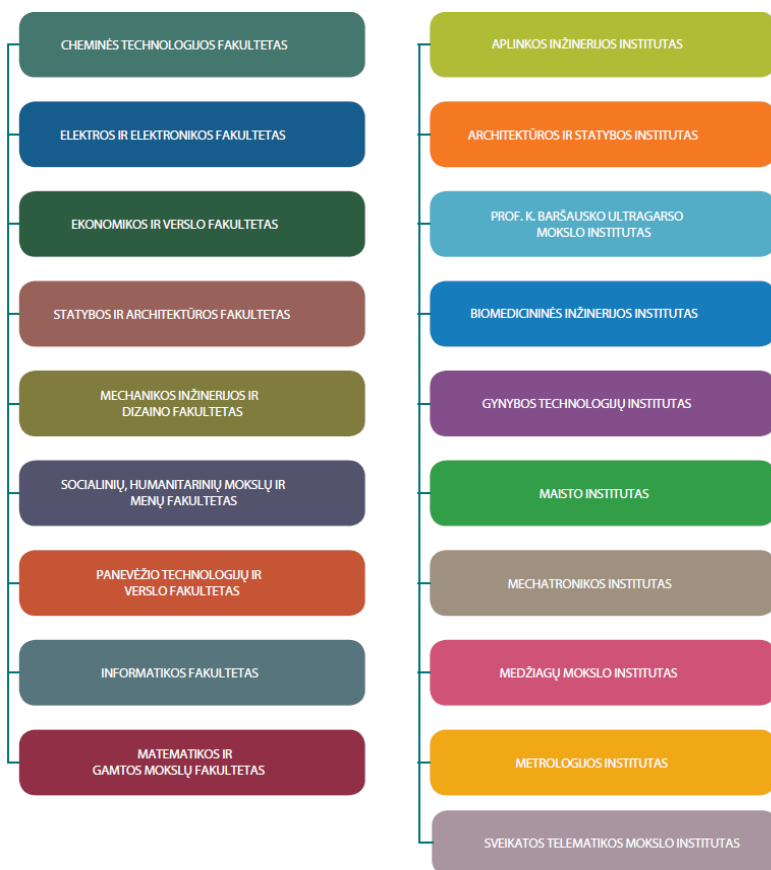 CHEMINĖS TECHNOLOGIJOS FAKULTETAS
ELEKTROS IR ELEKTRONIKOS FAKULTETAS
EKONOMIKOS IR VERSLO FAKULTETAS
STATYBOS IR ARCHITEKTŪROS FAKULTETAS
MECHANIKOS INŽINERIJOS IR
DIZAINO FAKULTETAS
SOCIALINIŲ, HUMANITARINIŲ MOKSLŲ IR
MENŲ FAKULTETAS
PANEVĖŽIO TECHNOLOGIJŲ IR
VERSLO FAKULTETAS
INFORMATIKOS FAKULTETAS
MATEMATIKOS IR
GAMTOS MOKSLŲ FAKULTETAS
APLINKOS INŽINERIJOS INSTITUTAS
ARCHITEKTŪROS IR STATYBOS INSTITUTAS
PROF. K. BARŠAUSKO ULTRAGARSO
MOKSLO INSTITUTAS
BIOMEDICININĖS INŽINERIJOS INSTITUTAS
GYNYBOS TECHNOLOGIJŲ INSTITUTAS
MAISTO INSTITUTAS
MECHATRONIKOS INSTITUTAS
MEDŽIAGŲ MOKSLO INSTITUTAS
METROLOGIJOS INSTITUTAS
SVEIKATOS TELEMATIKOS MOKSLO INSTITUTAS